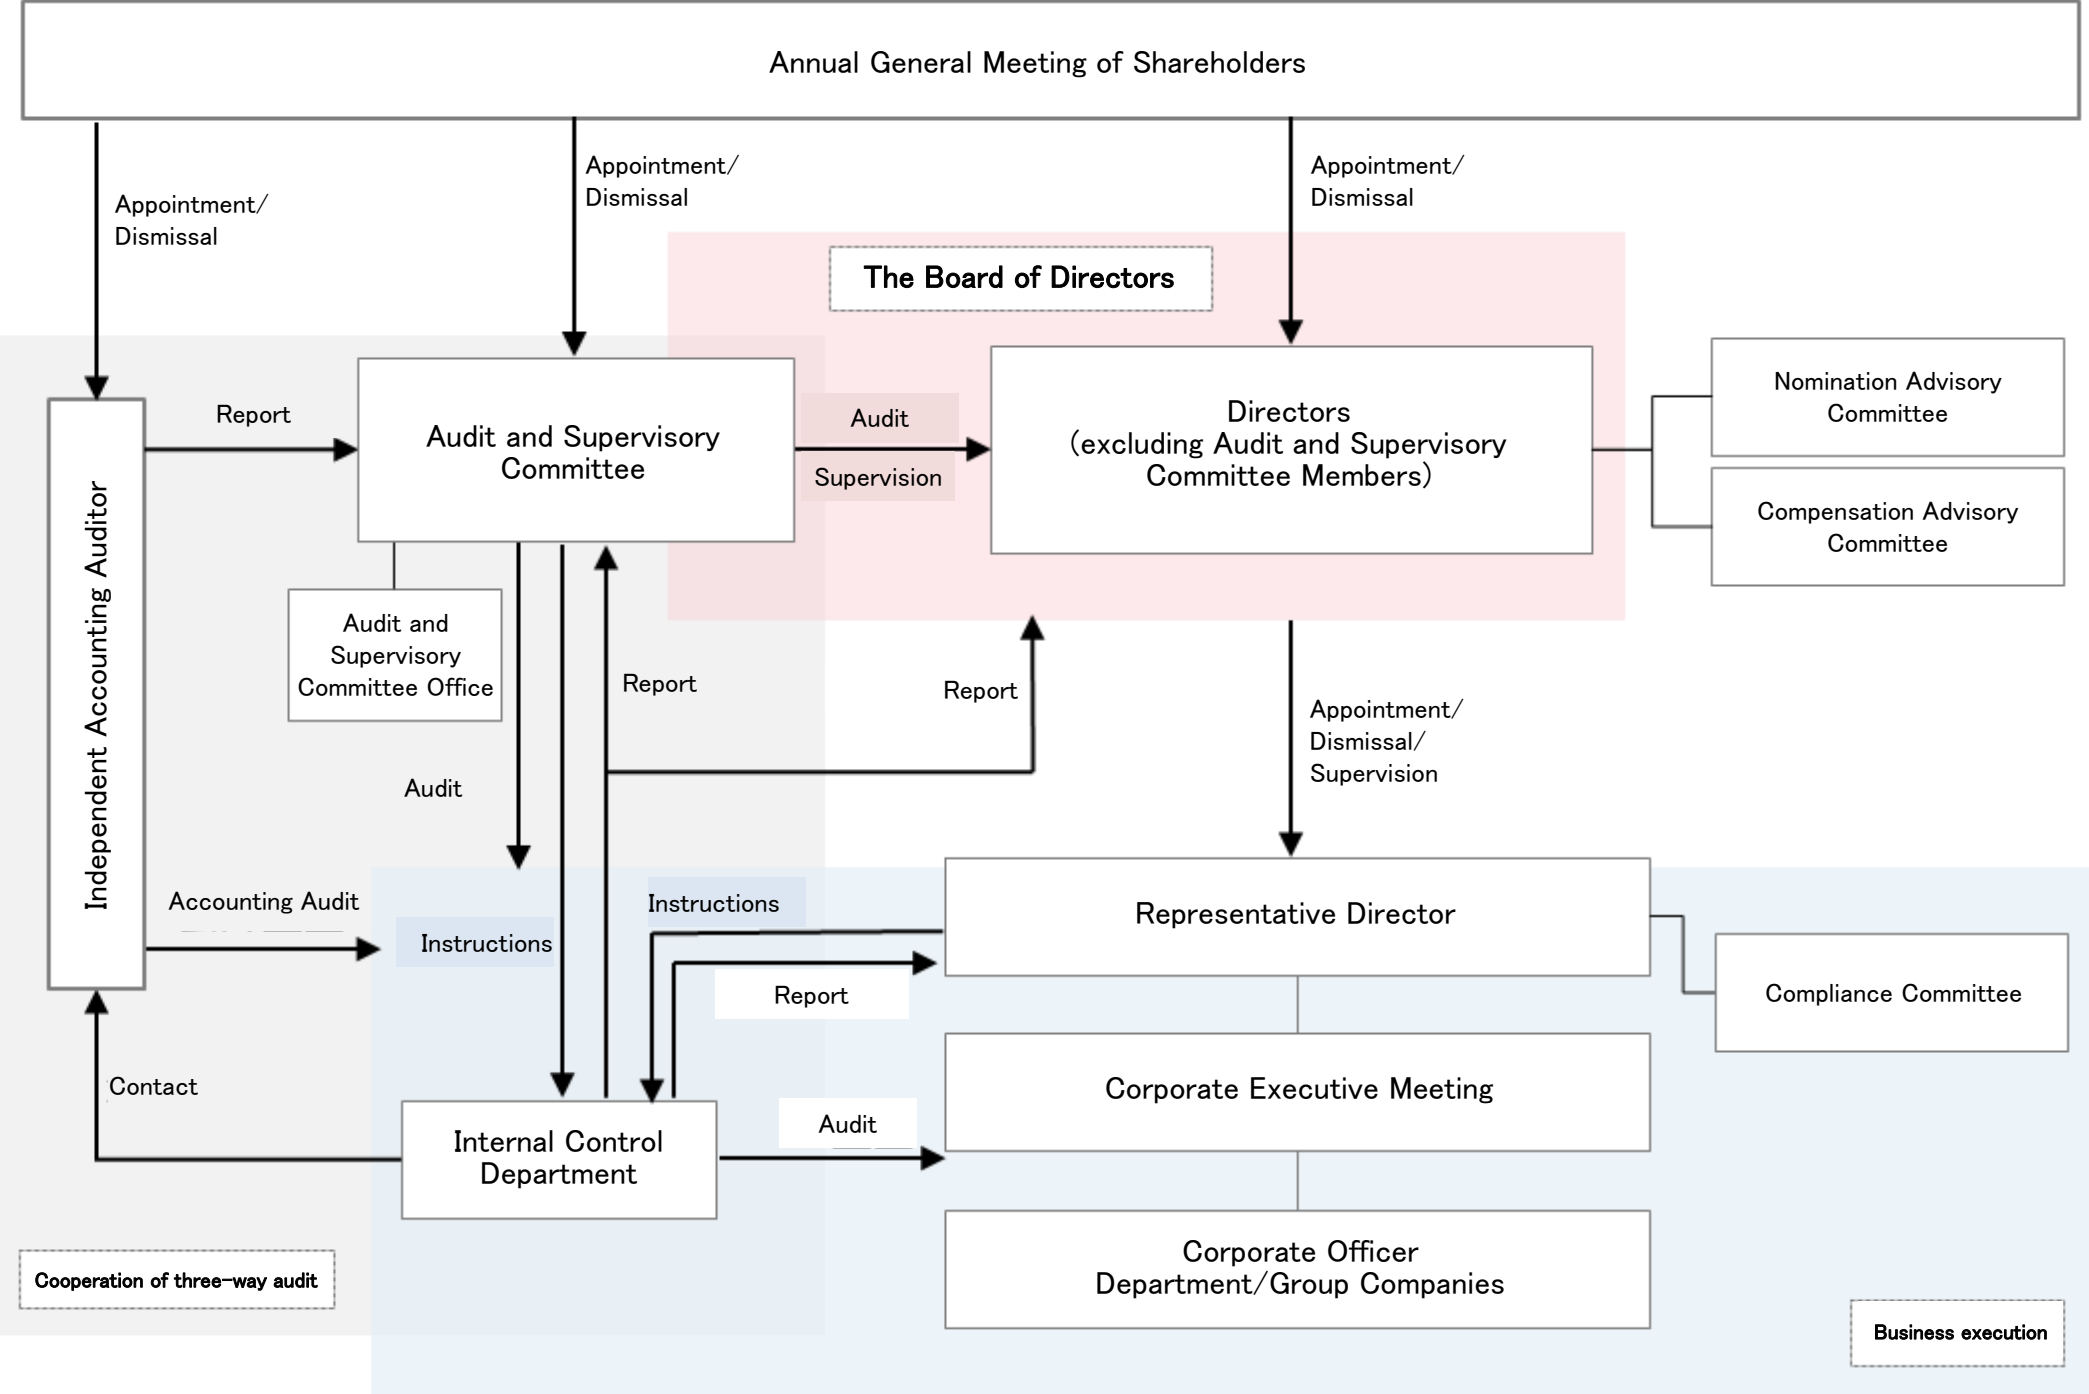 Annual General Meeting of Shareholders
Appointment/
Dismissal
Appointment/
Dismissal
Appointment/
Dismissal
The Board of Directors
Independent Accounting Auditor
Report
Audit and Supervisory
Committee
Audit
Supervision
Directors
(excluding Audit and Supervisory
Committee Members)
Nomination Advisory
Committee
Compensation Advisory
Committee
Audit and
Supervisory
Committee Office
Report
Report
Audit
Appointment/
Dismissal/
Supervision
Accounting Audit
Instructions
Instructions
Report
Representative Director
Compliance Committee
Contact
Internal Control
Department
Audit
Corporate Executive Meeting
Corporate Officer
Department/Group Companies
Cooperation of three-way audit
Business execution